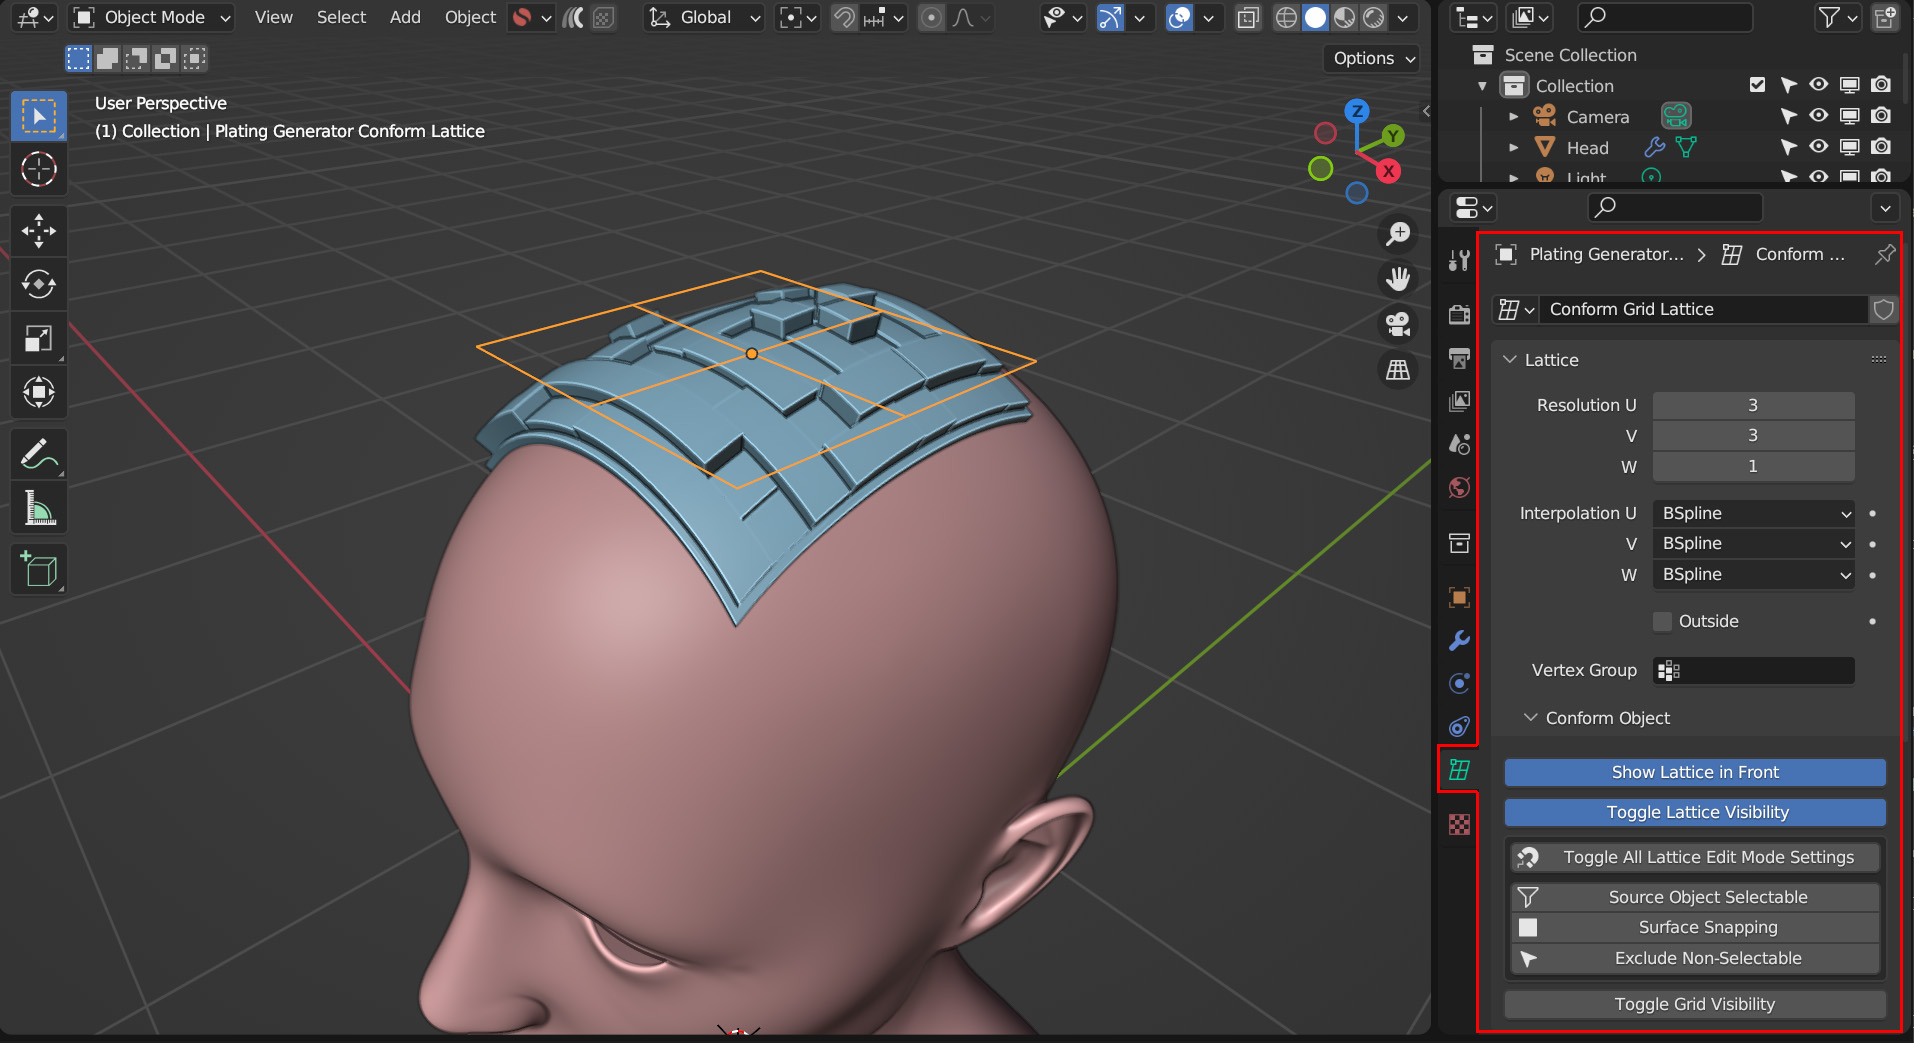 Object Mode View Select Add Object Global
Options
User Perspective
(1) Collection | Plating Generator Conform Lattice
Z
Y
X
Scene Collection
Collection
Camera
Head
Light
Plating Generator... > Conform ...
Conform Grid Lattice
Lattice
Resolution U 3
V 3
W 1
Interpolation U BSpline
V BSpline
W BSpline
Outside
Vertex Group
Conform Object
Show Lattice in Front
Toggle Lattice Visibility
Toggle All Lattice Edit Mode Settings
Source Object Selectable
Surface Snapping
Exclude Non-Selectable
Toggle Grid Visibility